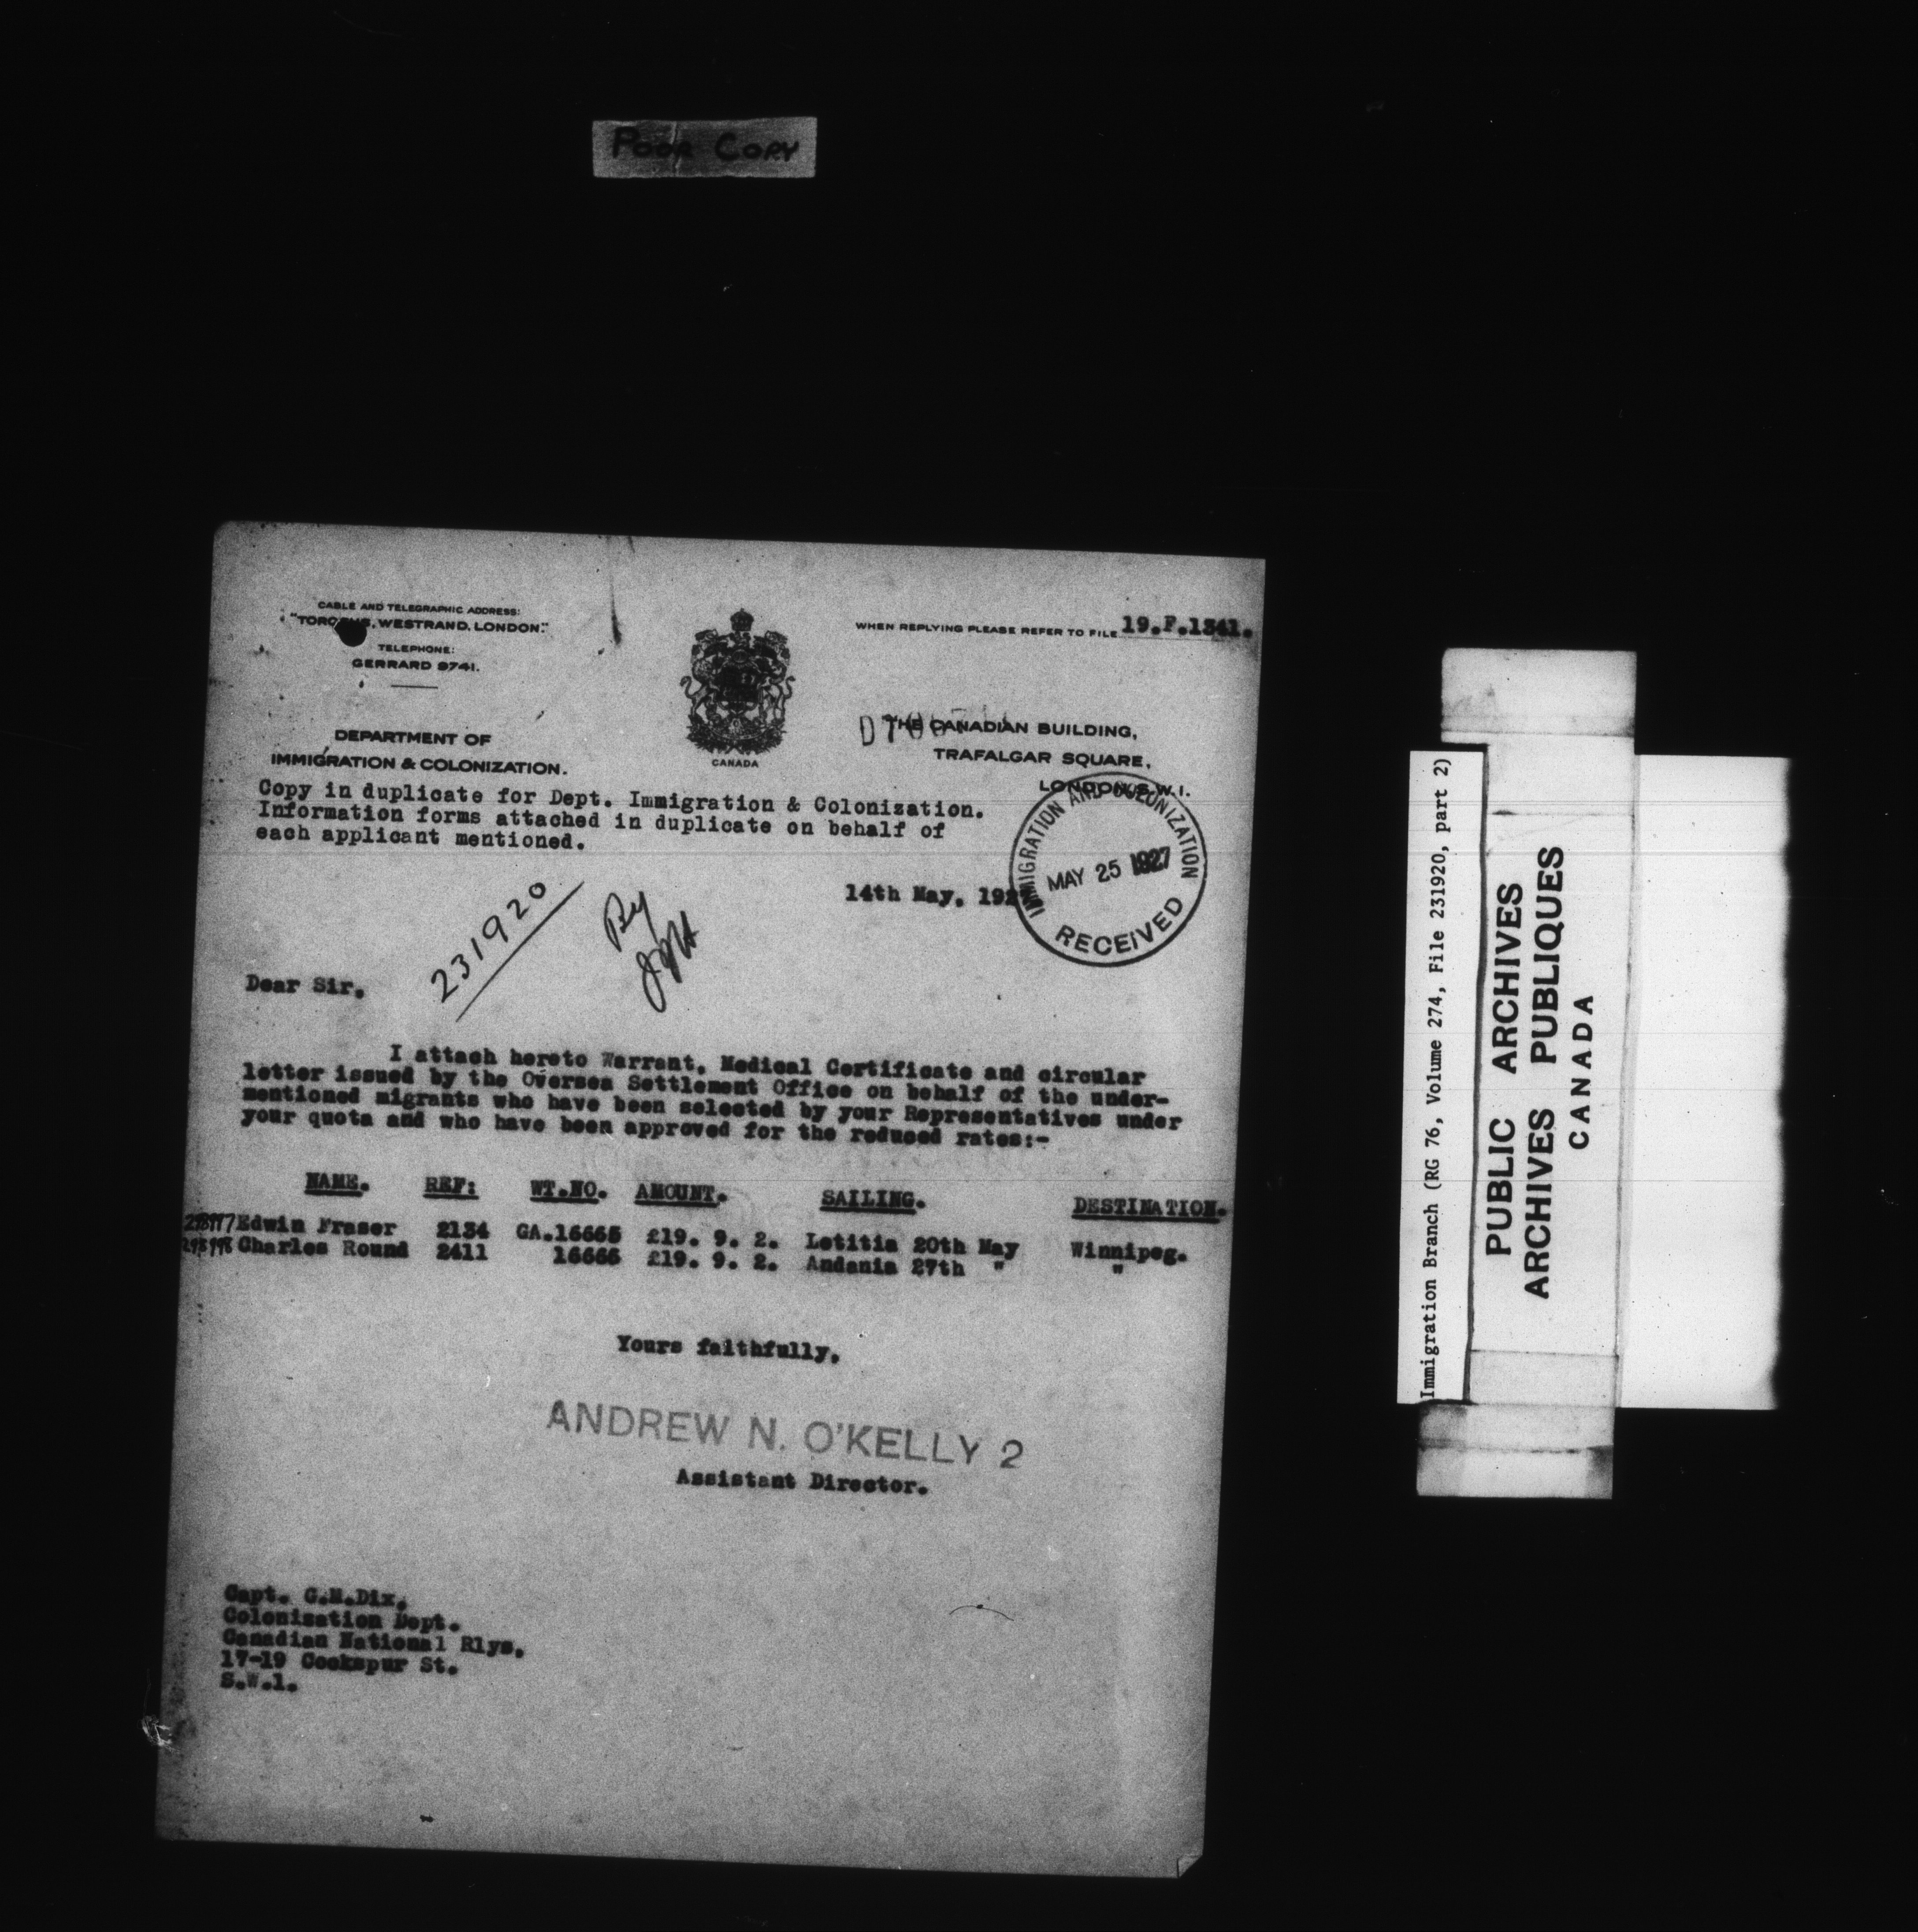 Poor Copy
CABLE AND TELEGRAPHIC ADDRESS:
WESTRAND, LONDON."
TELEPHONE:
GERRARD 9741.
WHEN REPLYING PLEASE REFER TO FILE 19.F.1341.
CANADA
DEPARTMENT OF
IMMIGRATION & COLONIZATION.
THE CANADIAN BUILDING,
TRAFALGAR SQUARE,
LONDON, S.W.1.
Copy in duplicate for Dept. Immigration & Colonization.
Information forms attached in duplicate on behalf of
each applicant mentioned.
IMMIGRATION AND COLONIZATION
MAY 25 1927
RECEIVED
14th May, 192
231920
By
Dear Sir,
I attach hereto Warrant, Medical Certificate and circular
letter issued by the Oversea Settlement Office on behalf of the under-
mentioned migrants who have been selected by your Representatives under
your quota and who have been approved for the reduced rates:-
NAME. REF: WT.NO. AMOUNT. SAILING. DESTINATION.
Edwin Fraser 2134 GA.16665 £19. 9. 2. Letitia 20th May Winnipeg.
Charles Round 2411 16666 £19. 9. 2. Andania 27th " "
Yours faithfully,
ANDREW N. O'KELLY 2
Assistant Director.
Capt. G.M.Dix,
Colonization Dept.
Canadian National Rlys,
17-19 Cockspur St.
S.W.1.
Immigration Branch (RG 76, Volume 274, File 231920, part 2)
PUBLIC ARCHIVES
ARCHIVES PUBLIQUES
CANADA